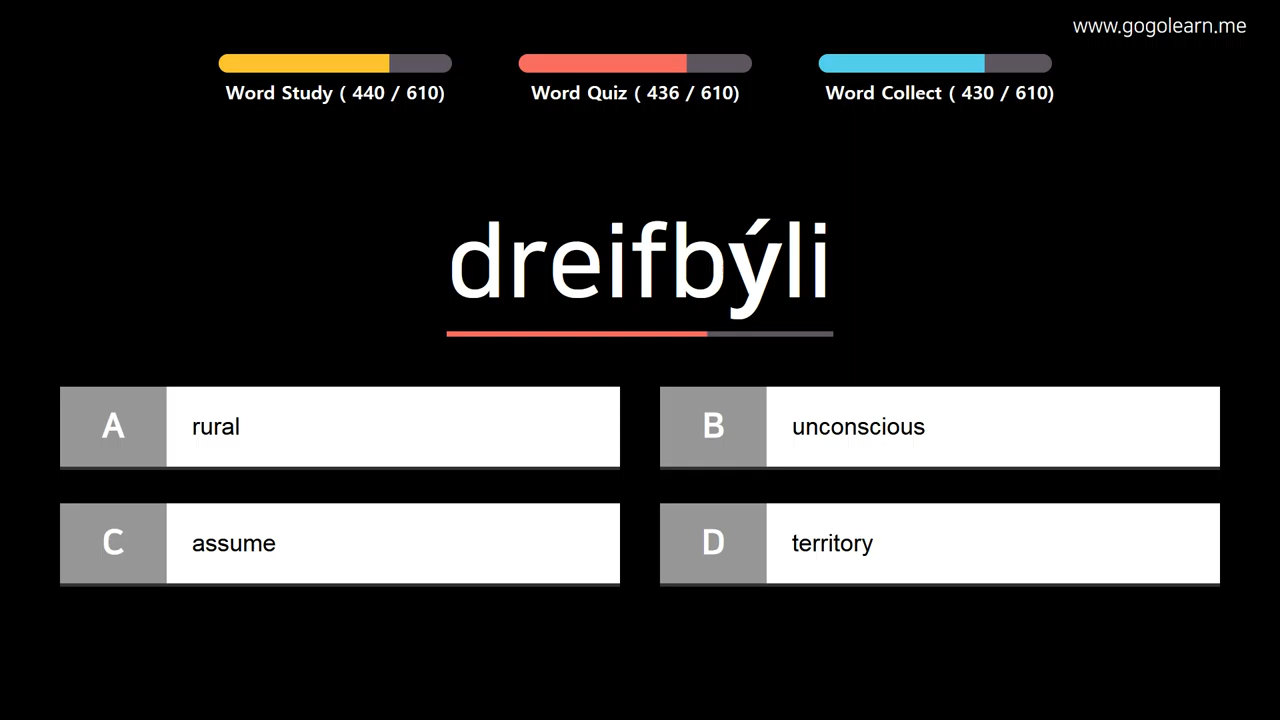 www.gogolearn.me
Word Study ( 440 / 610)
Word Quiz ( 436 / 610)
Word Collect ( 430 / 610)
dreifbýli
A rural
B unconscious
C assume
D territory